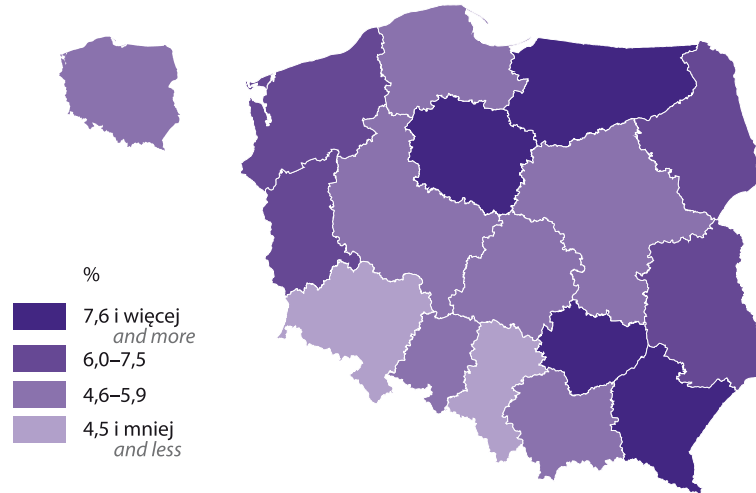 %
7,6 i więcej
and more
6,0–7,5
4,6–5,9
4,5 i mniej
and less